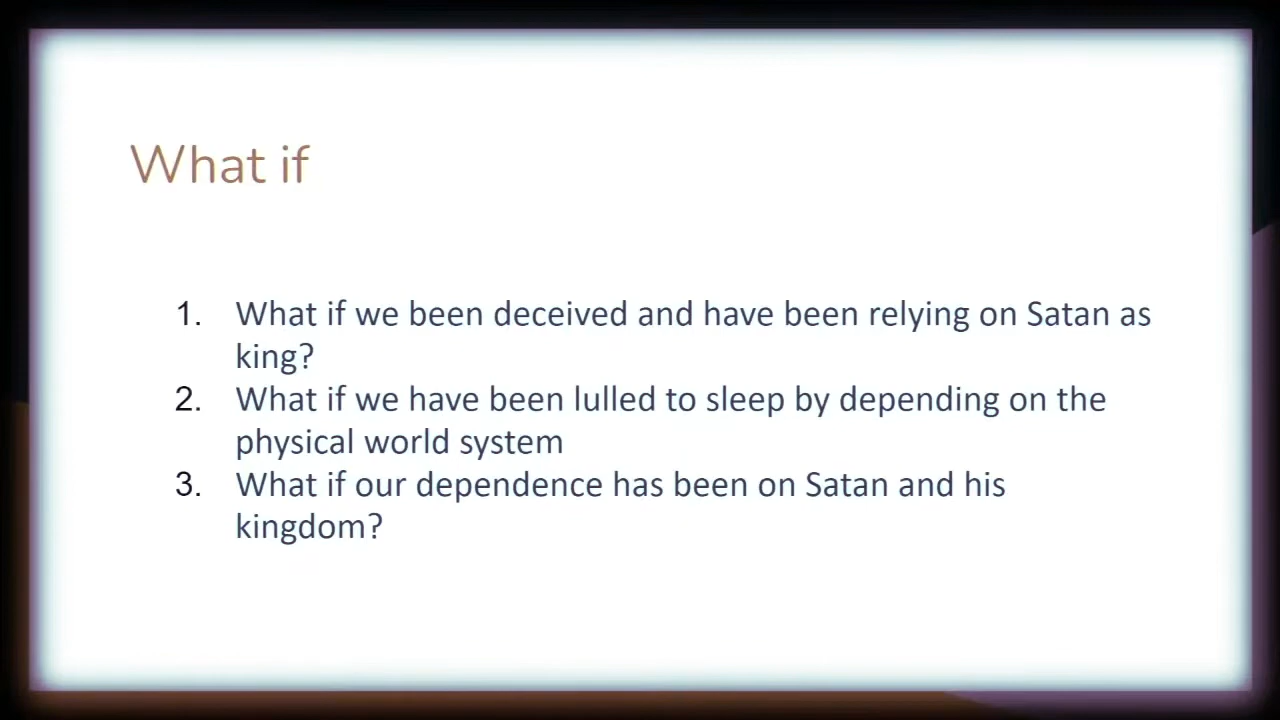 What if
1. What if we been deceived and have been relying on Satan as
king?
2. What if we have been lulled to sleep by depending on the
physical world system
3. What if our dependence has been on Satan and his
kingdom?